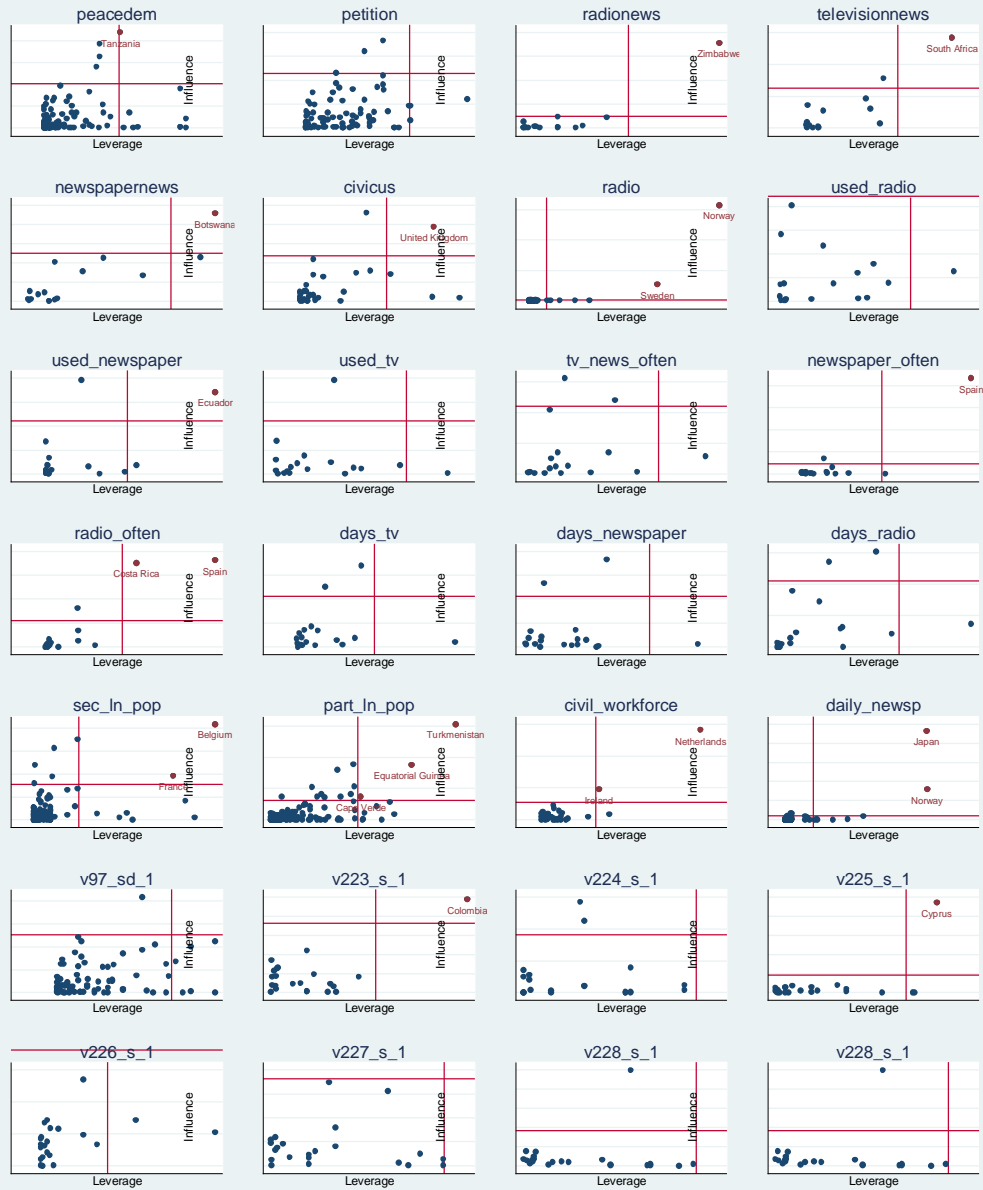 peacedem
petition
radionews
televisionnews
Tanzania
Influence
Zimbabwe
Influence
South Africa
Influence
Leverage
Leverage
Leverage
Leverage
newspapernews
civicus
radio
used_radio
Botswana
Influence
United Kingdom
Influence
Norway
Sweden
Influence
Leverage
Leverage
Leverage
Leverage
used_newspaper
used_tv
tv_news_often
newspaper_often
Ecuador
Influence
Influence
Influence
Spain
Leverage
Leverage
Leverage
Leverage
radio_often
days_tv
days_newspaper
days_radio
Costa Rica
Spain
Influence
Influence
Influence
Leverage
Leverage
Leverage
Leverage
sec_ln_pop
part_ln_pop
civil_workforce
daily_newsp
Belgium
France
Influence
Turkmenistan
Equatorial Guinea
Cape Verde
Influence
Netherlands
Ireland
Influence
Japan
Norway
Leverage
Leverage
Leverage
Leverage
v97_sd_1
v223_s_1
v224_s_1
v225_s_1
Influence
Colombia
Influence
Influence
Cyprus
Leverage
Leverage
Leverage
Leverage
v226_s_1
v227_s_1
v228_s_1
v228_s_1
Influence
Influence
Influence
Leverage
Leverage
Leverage
Leverage